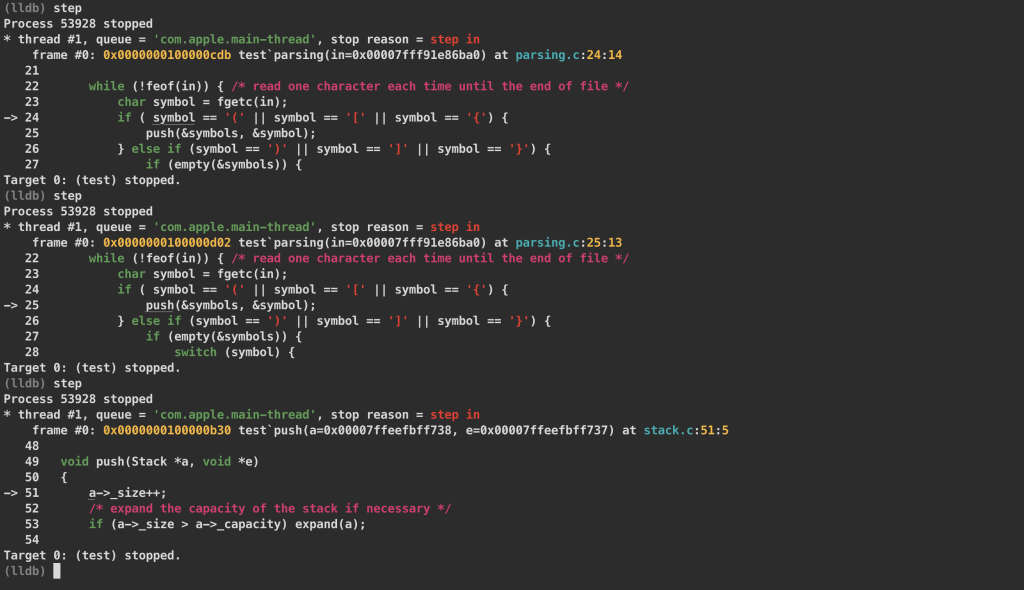 (lldb) step
Process 53928 stopped
* thread #1, queue = 'com.apple.main-thread', stop reason = step in
    frame #0: 0x0000000100000cdb test`parsing(in=0x00007fff91e86ba0) at parsing.c:24:14
   21
   22       while (!feof(in)) { /* read one character each time until the end of file */
   23           char symbol = fgetc(in);
-> 24           if ( symbol == '(' || symbol == '[' || symbol == '{') {
   25               push(&symbols, &symbol);
   26           } else if (symbol == ')' || symbol == ']' || symbol == '}') {
   27               if (empty(&symbols)) {
Target 0: (test) stopped.
(lldb) step
Process 53928 stopped
* thread #1, queue = 'com.apple.main-thread', stop reason = step in
    frame #0: 0x0000000100000d02 test`parsing(in=0x00007fff91e86ba0) at parsing.c:25:13
   22       while (!feof(in)) { /* read one character each time until the end of file */
   23           char symbol = fgetc(in);
   24           if ( symbol == '(' || symbol == '[' || symbol == '{') {
-> 25               push(&symbols, &symbol);
   26           } else if (symbol == ')' || symbol == ']' || symbol == '}') {
   27               if (empty(&symbols)) {
   28                   switch (symbol) {
Target 0: (test) stopped.
(lldb) step
Process 53928 stopped
* thread #1, queue = 'com.apple.main-thread', stop reason = step in
    frame #0: 0x0000000100000b30 test`push(a=0x00007ffeefbff738, e=0x00007ffeefbff737) at stack.c:51:5
   48
   49   void push(Stack *a, void *e)
   50   {
-> 51       a->_size++;
   52       /* expand the capacity of the stack if necessary */
   53       if (a->_size > a->_capacity) expand(a);
   54
Target 0: (test) stopped.
(lldb)